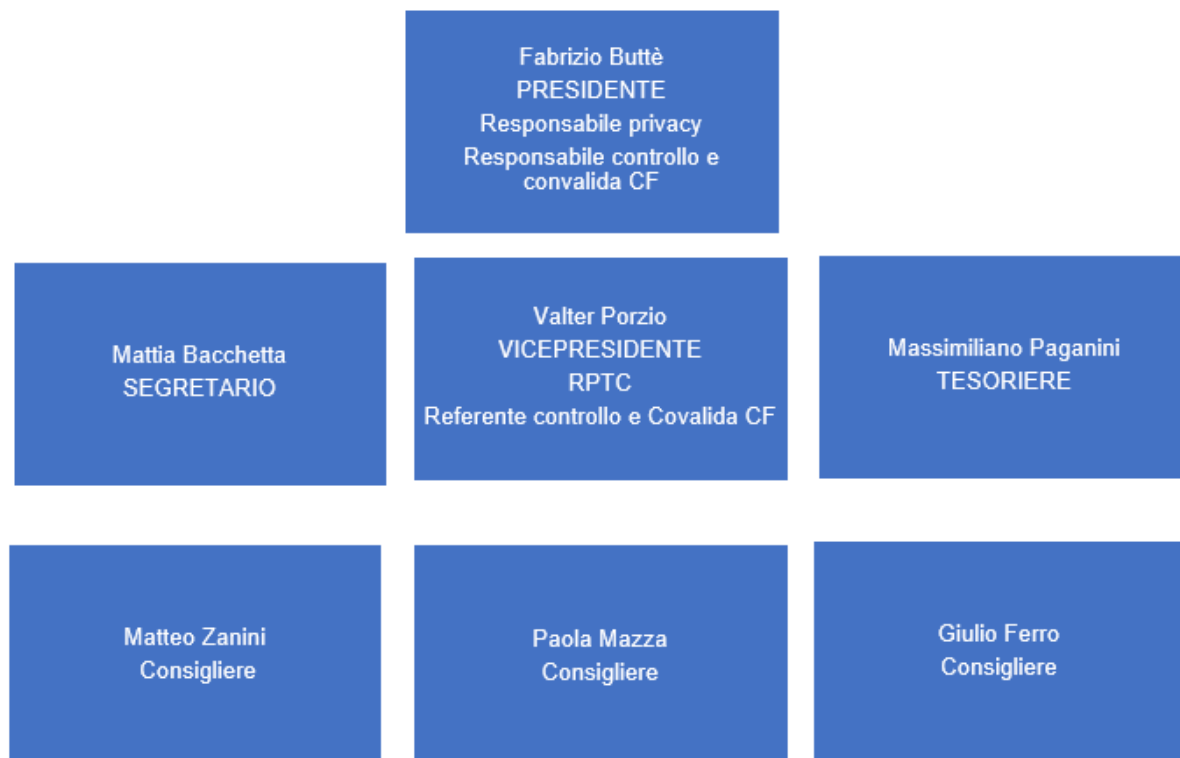 Fabrizio Buttè
PRESIDENTE
Responsabile privacy
Responsabile controllo e
convalida CF
Mattia Bacchetta
SEGRETARIO
Valter Porzio
VICEPRESIDENTE
RPTC
Referente controllo e Covalida CF
Massimiliano Paganini
TESORIERE
Matteo Zanini
Consigliere
Paola Mazza
Consigliere
Giulio Ferro
Consigliere